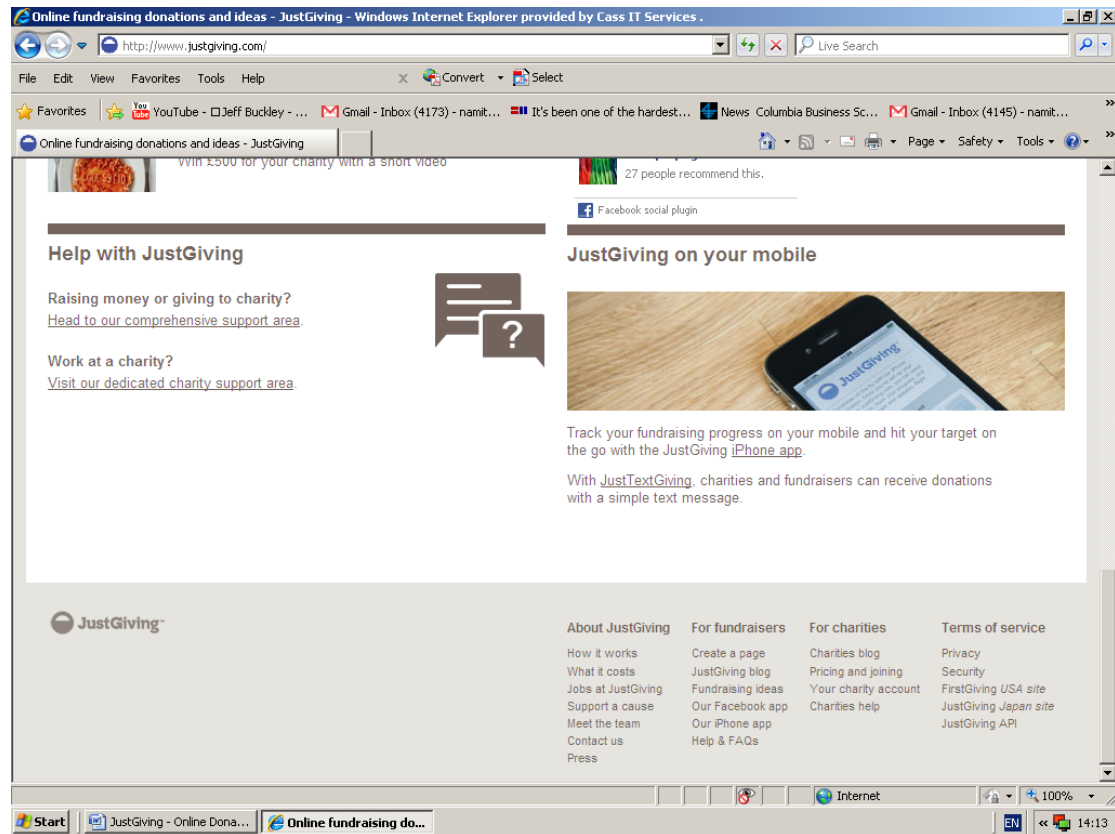 Online fundraising donations and ideas - JustGiving - Windows Internet Explorer provided by Cass IT Services .
http://www.justgiving.com/
Live Search
File Edit View Favorites Tools Help
Convert
Select
Favorites
YouTube - □Jeff Buckley - ...
Gmail - Inbox (4173) - namit...
It's been one of the hardest...
News Columbia Business Sc...
Gmail - Inbox (4145) - namit...
Online fundraising donations and ideas - JustGiving
Page Safety Tools
Win £500 for your charity with a short video
27 people recommend this.
Facebook social plugin
Help with JustGiving
Raising money or giving to charity?
Head to our comprehensive support area.
Work at a charity?
Visit our dedicated charity support area.
?
JustGiving on your mobile
JustGiving
Track your fundraising progress on your mobile and hit your target on
the go with the JustGiving iPhone app.
With JustTextGiving, charities and fundraisers can receive donations
with a simple text message.
JustGiving™
About JustGiving
How it works
What it costs
Jobs at JustGiving
Support a cause
Meet the team
Contact us
Press
For fundraisers
Create a page
JustGiving blog
Fundraising ideas
Our Facebook app
Our iPhone app
Help & FAQs
For charities
Charities blog
Pricing and joining
Your charity account
Charities help
Terms of service
Privacy
Security
FirstGiving USA site
JustGiving Japan site
JustGiving API
Internet
100%
Start
JustGiving - Online Dona...
Online fundraising do...
EN
14:13